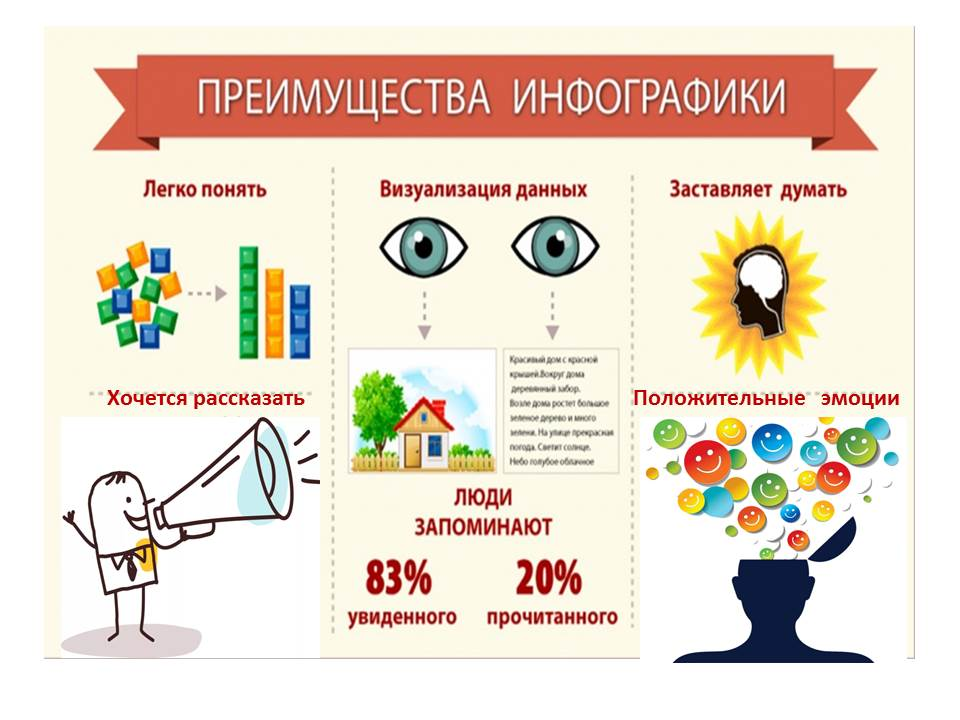 ПРЕИМУЩЕСТВА ИНФОГРАФИКИ
Легко понять
Хочется рассказать
Визуализация данных
Красивый дом с красной
крышей.Вокруг дома
деревянный забор.
Возле дома ростет большое
зеленое дерево и много
зелени. На улице прекрасная
погода. Светит солнце.
Небо голубое облачное
ЛЮДИ
ЗАПОМИНАЮТ
83% 20%
увиденного прочитанного
Заставляет думать
Положительные эмоции